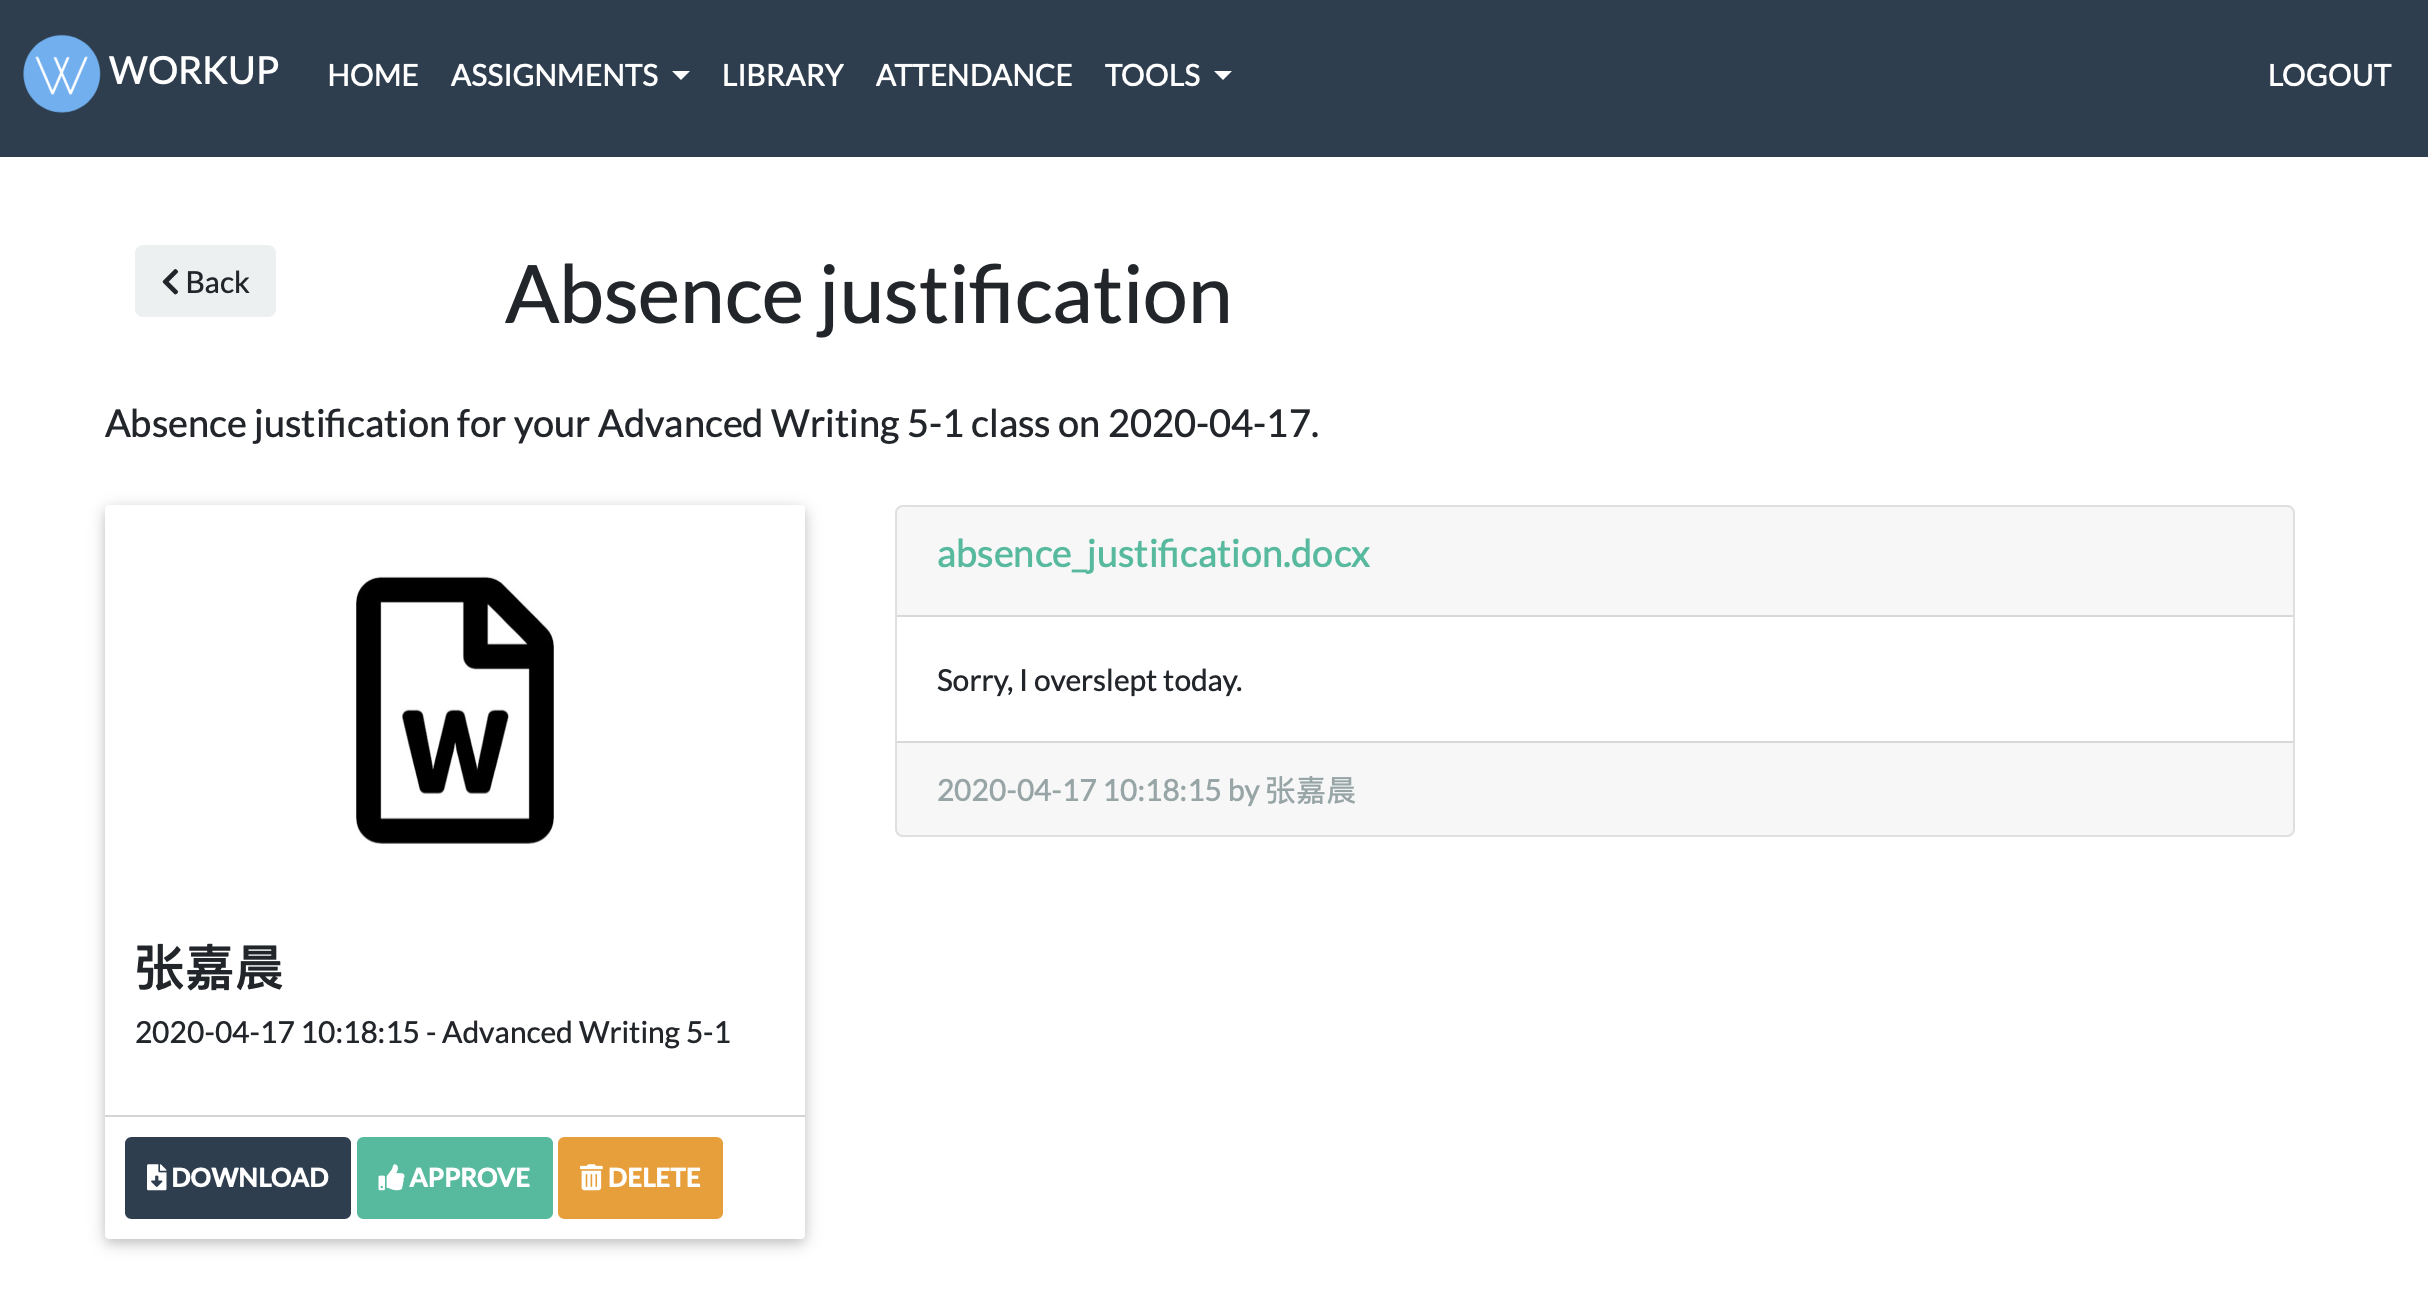 W WORKUP HOME ASSIGNMENTS LIBRARY ATTENDANCE TOOLS LOGOUT
Back
Absence justification
Absence justification for your Advanced Writing 5-1 class on 2020-04-17.
W
absence_justification.docx
Sorry, I overslept today.
2020-04-17 10:18:15 by 张嘉晨
张嘉晨
2020-04-17 10:18:15 - Advanced Writing 5-1
DOWNLOAD APPROVE DELETE